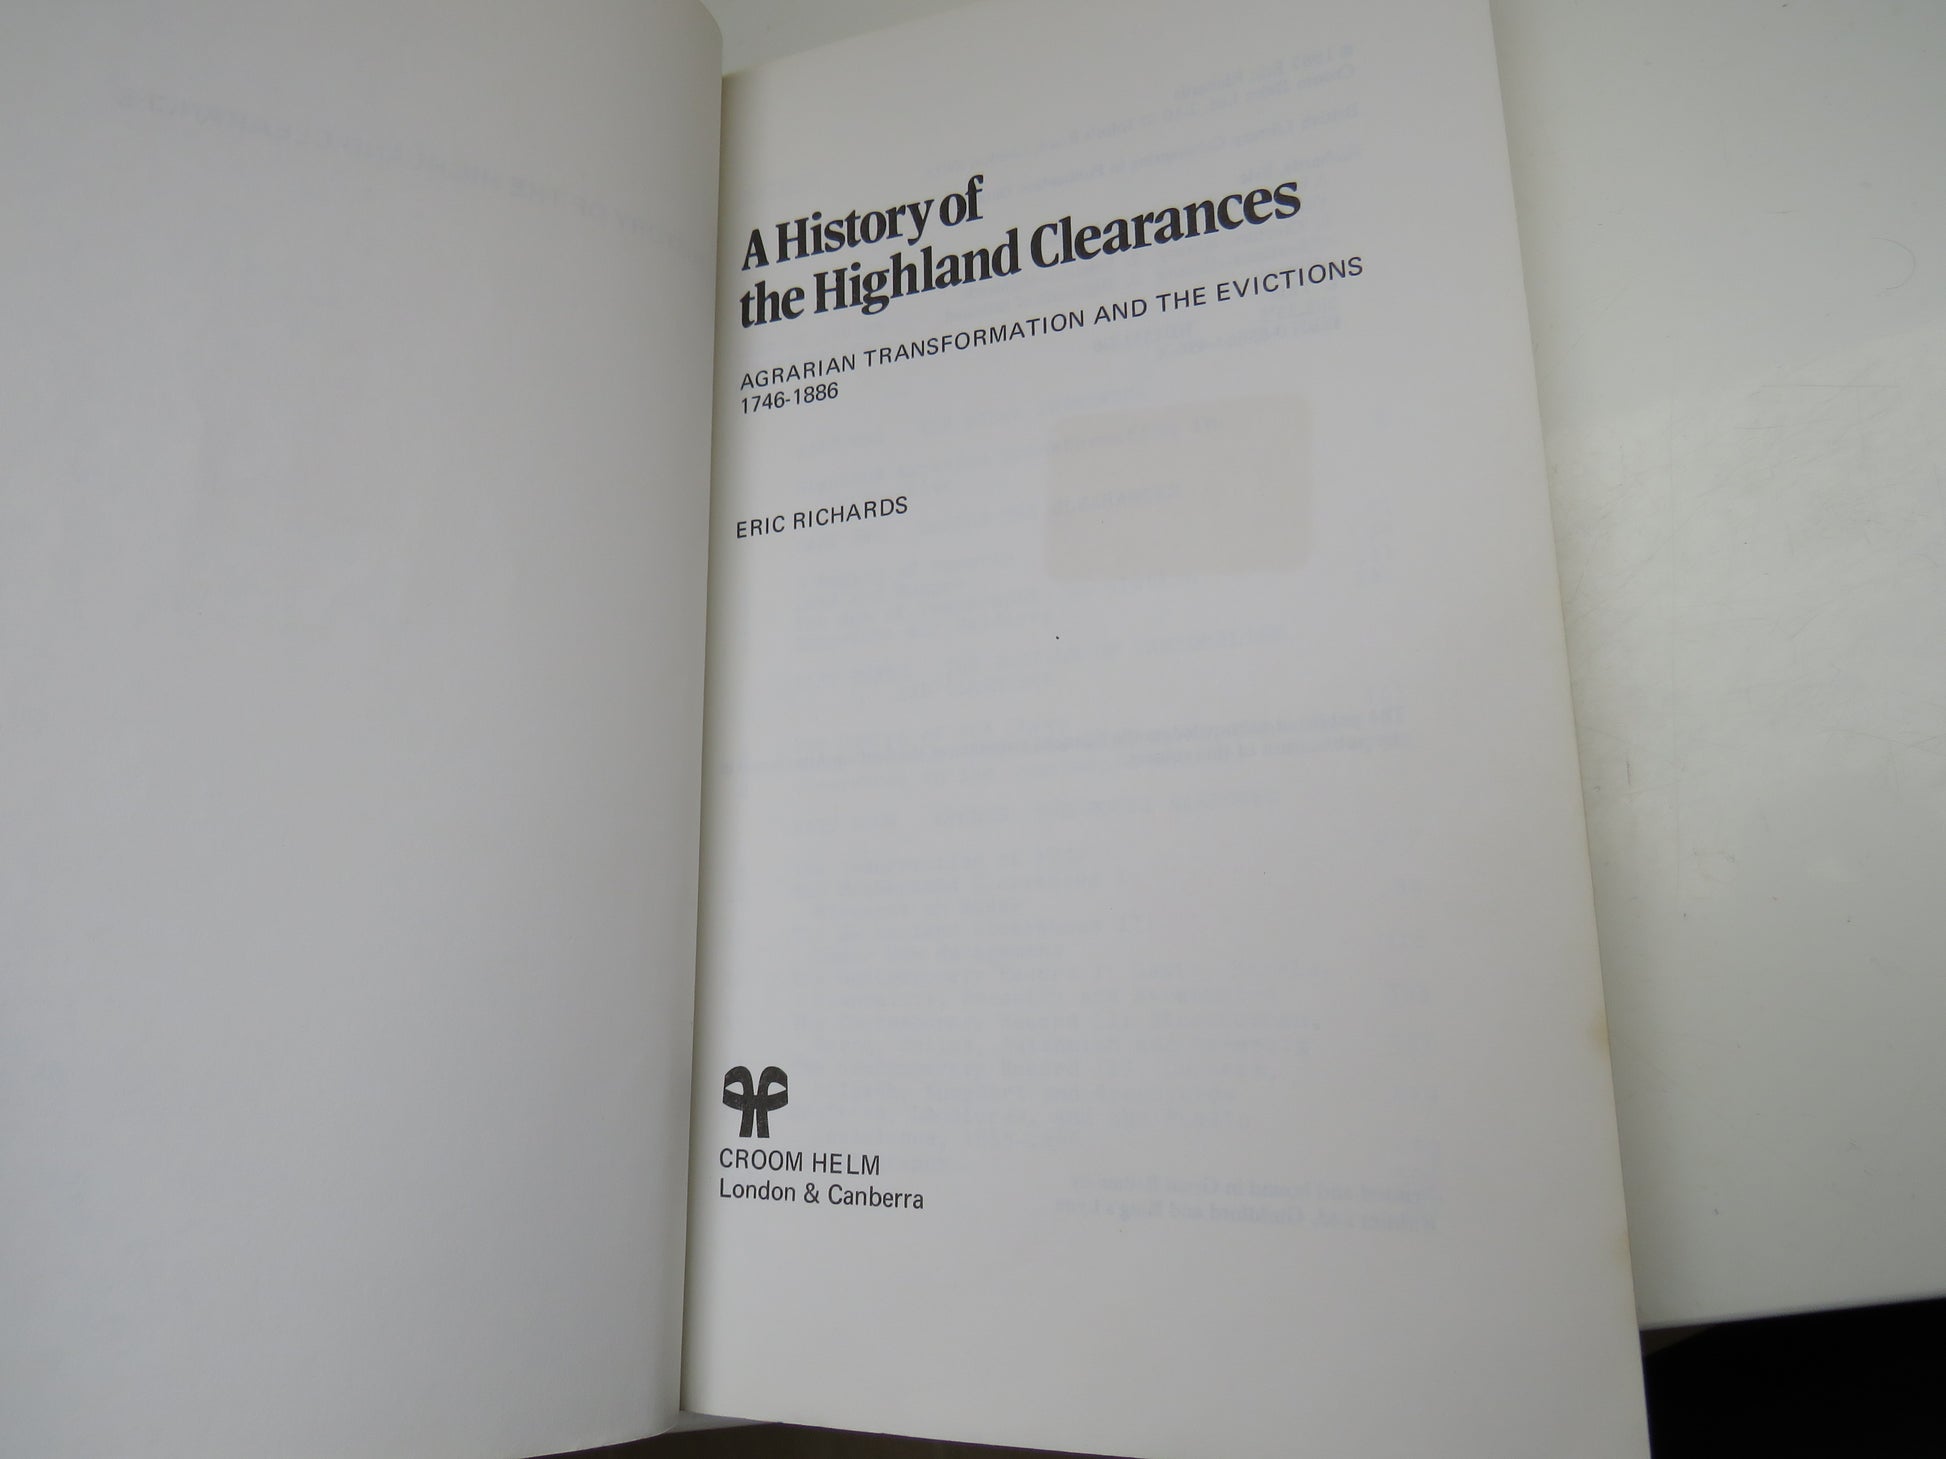 A History of
the Highland Clearances
AGRARIAN TRANSFORMATION AND THE EVICTIONS
1746-1886
ERIC RICHARDS
CROOM HELM
London & Canberra